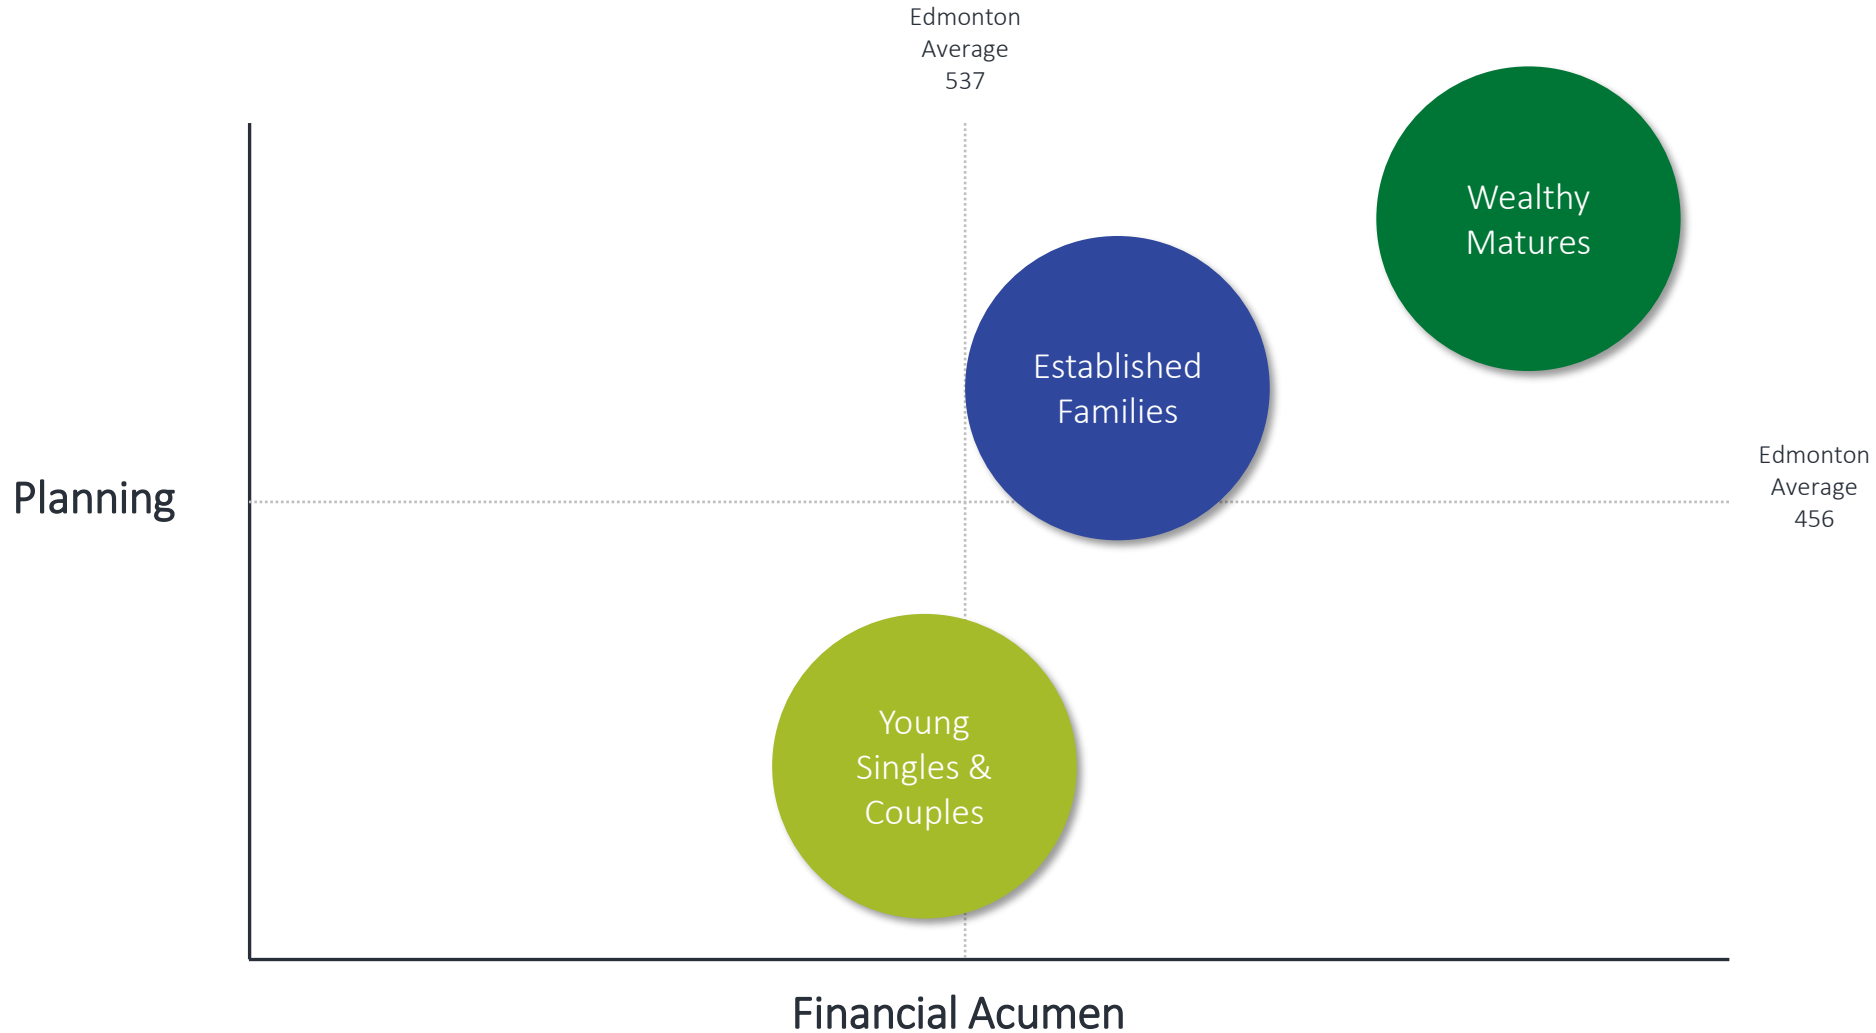 Edmonton
Average
537
Wealthy
Matures
Established
Families
Edmonton
Average
456
Planning
Young
Singles &
Couples
Financial Acumen